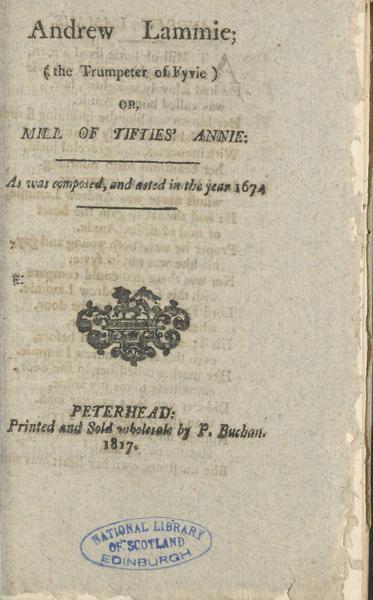 Andrew Lammie;
(the Trumpeter of Fyvie)
OR,
MILL OF TIFTIES' ANNIE:
As was composed, and acted in the year 1674
PETERHEAD:
Printed and Sold wholesale by P. Buchan.
1817.
NATIONAL LIBRARY
OF SCOTLAND
EDINBURGH